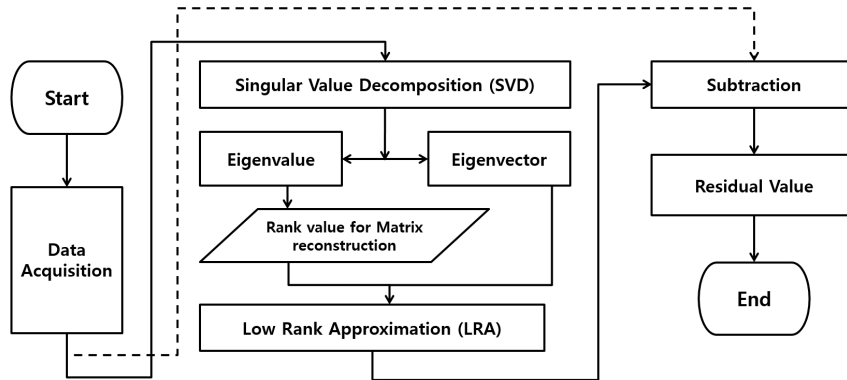 Start
Data
Acquisition
Singular Value Decomposition (SVD)
Eigenvalue
Eigenvector
Rank value for Matrix
reconstruction
Low Rank Approximation (LRA)
Subtraction
Residual Value
End